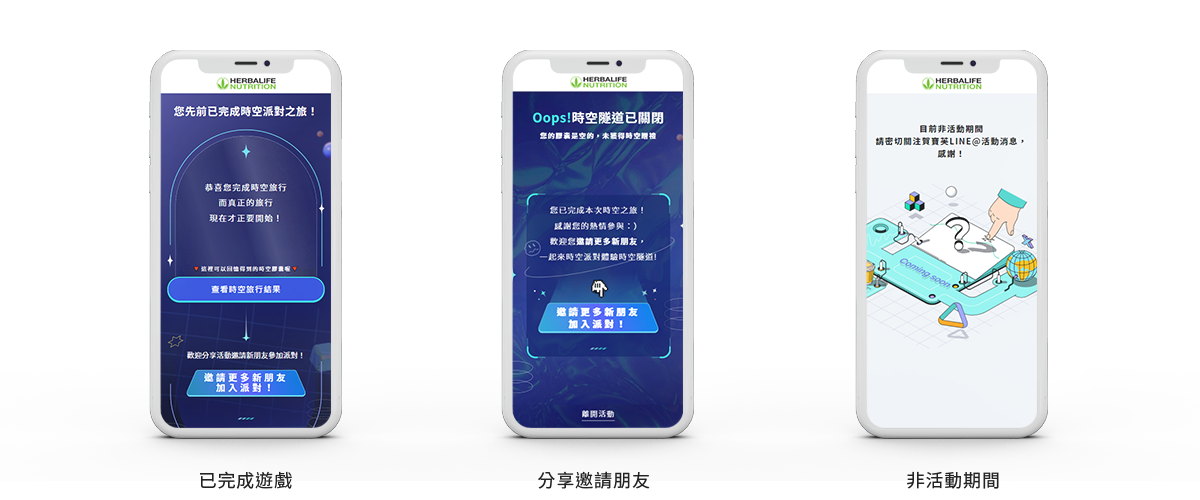 HERBALIFE
NUTRITION
您先前已完成時空派對之旅！
恭喜您完成時空旅行
而真正的旅行
現在才正要開始！
這裡可以回憶得到的時空膠囊喔
查看時空旅行結果
歡迎分享活動邀請新朋友參加派對！
邀請更多新朋友
加入派對！
已完成遊戲
HERBALIFE
NUTRITION
Oops!時空隧道已關閉
您的膠囊是空的，未獲得時空贈禮
您已完成本次時空之旅！
感謝您的熱情參與：)
歡迎您邀請更多新朋友，
一起來時空派對體驗時空隧道!
邀請更多新朋友
加入派對！
離開活動
分享邀請朋友
HERBALIFE
NUTRITION
目前非活動期間
請密切關注賀寶芙LINE@活動消息，
感謝！
?
Coming soon
非活動期間